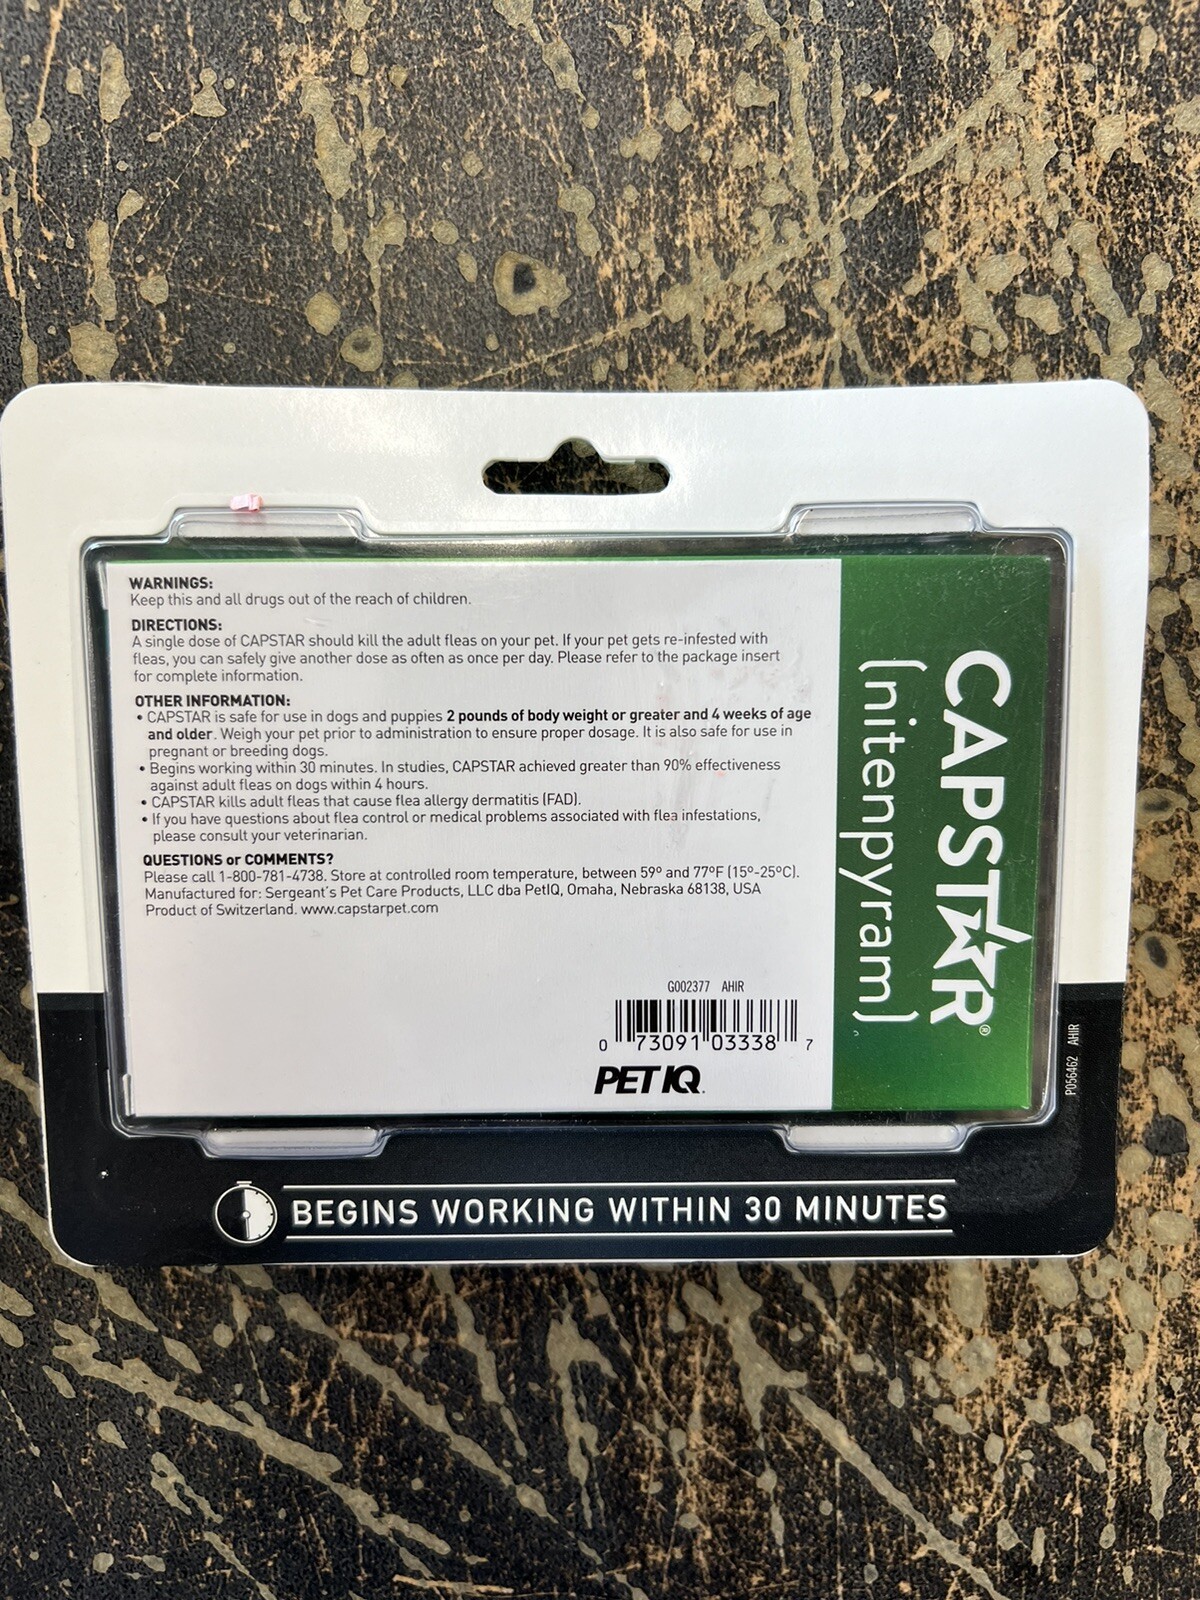 WARNINGS:
Keep this and all drugs out of the reach of children.
DIRECTIONS:
A single dose of CAPSTAR should kill the adult fleas on your pet. If your pet gets re-infested with
fleas, you can safely give another dose as often as once per day. Please refer to the package insert
for complete information.
OTHER INFORMATION:
• CAPSTAR is safe for use in dogs and puppies 2 pounds of body weight or greater and 4 weeks of age
and older. Weigh your pet prior to administration to ensure proper dosage. It is also safe for use in
pregnant or breeding dogs.
• Begins working within 30 minutes. In studies, CAPSTAR achieved greater than 90% effectiveness
against adult fleas on dogs within 4 hours.
• CAPSTAR kills adult fleas that cause flea allergy dermatitis (FAD).
• If you have questions about flea control or medical problems associated with flea infestations,
please consult your veterinarian.
QUESTIONS or COMMENTS?
Please call 1-800-781-4738. Store at controlled room temperature, between 59º and 77ºF (15º-25ºC).
Manufactured for: Sergeant's Pet Care Products, LLC dba PetIQ, Omaha, Nebraska 68138, USA
Product of Switzerland. www.capstarpet.com
G002377 AHIR
0 73091 03338 7
PET IQ.
CAPSTAR®
(nitenpyram)
P056462 AHIR
BEGINS WORKING WITHIN 30 MINUTES